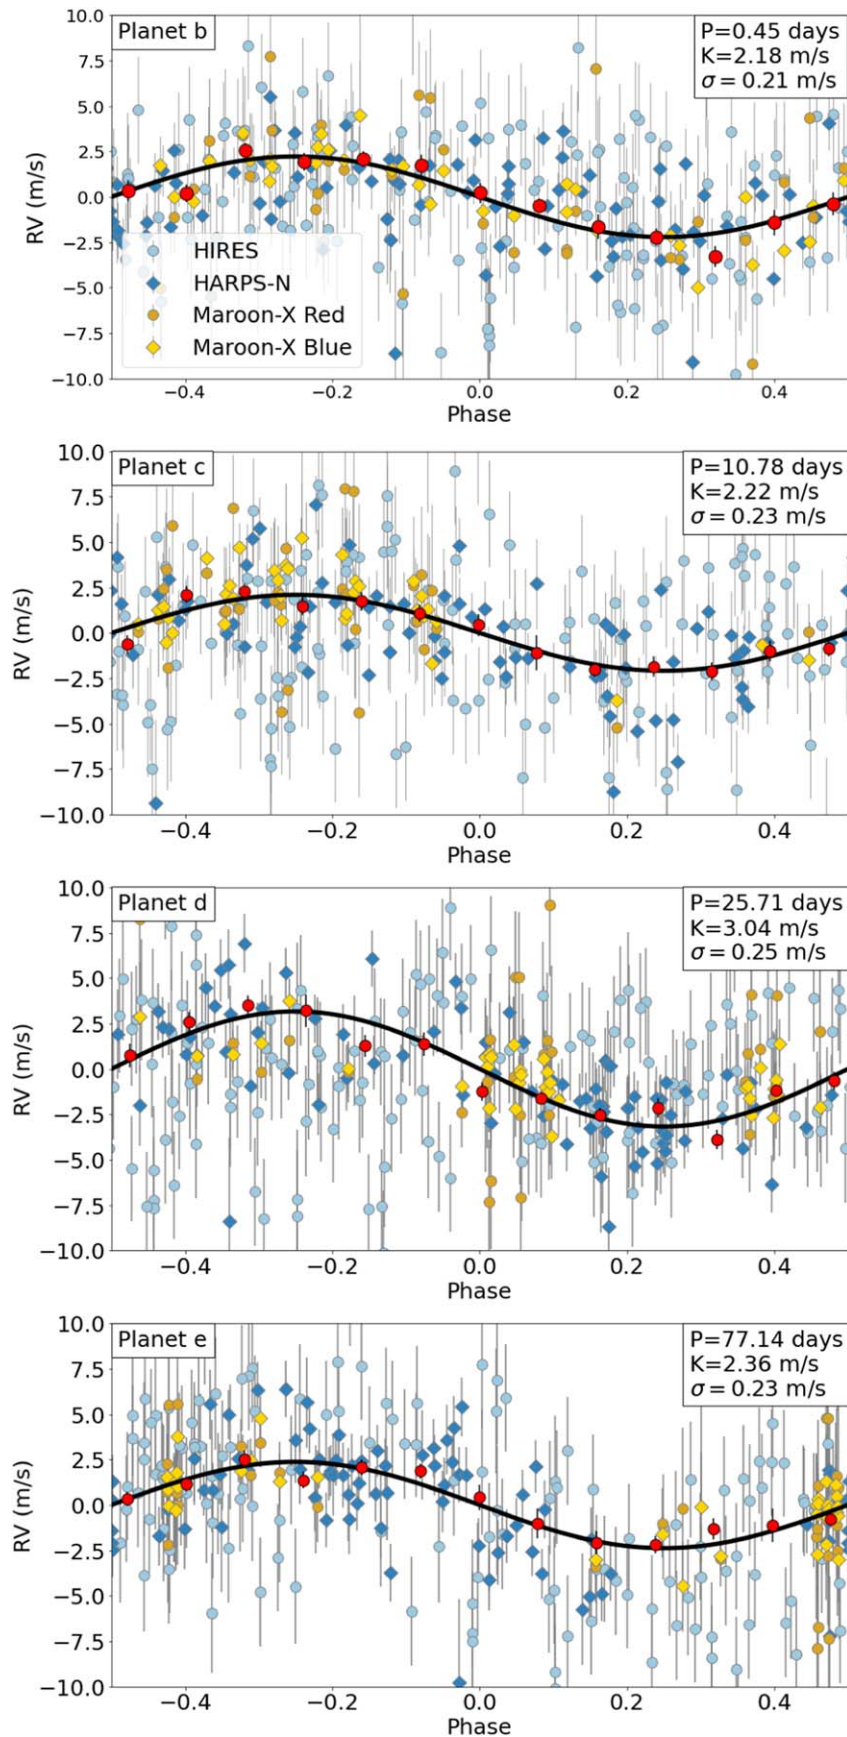 Planet b
P=0.45 days
K=2.18 m/s
σ = 0.21 m/s
10.0
7.5
5.0
2.5
0.0
−2.5
−5.0
−7.5
−10.0
RV (m/s)
HIRES
HARPS-N
Maroon-X Red
Maroon-X Blue
−0.4
−0.2
0.0
0.2
0.4
Phase
Planet c
P=10.78 days
K=2.22 m/s
σ = 0.23 m/s
10.0
7.5
5.0
2.5
0.0
−2.5
−5.0
−7.5
−10.0
RV (m/s)
−0.4
−0.2
0.0
0.2
0.4
Phase
Planet d
P=25.71 days
K=3.04 m/s
σ = 0.25 m/s
10.0
7.5
5.0
2.5
0.0
−2.5
−5.0
−7.5
−10.0
RV (m/s)
−0.4
−0.2
0.0
0.2
0.4
Phase
Planet e
P=77.14 days
K=2.36 m/s
σ = 0.23 m/s
10.0
7.5
5.0
2.5
0.0
−2.5
−5.0
−7.5
−10.0
RV (m/s)
−0.4
−0.2
0.0
0.2
0.4
Phase